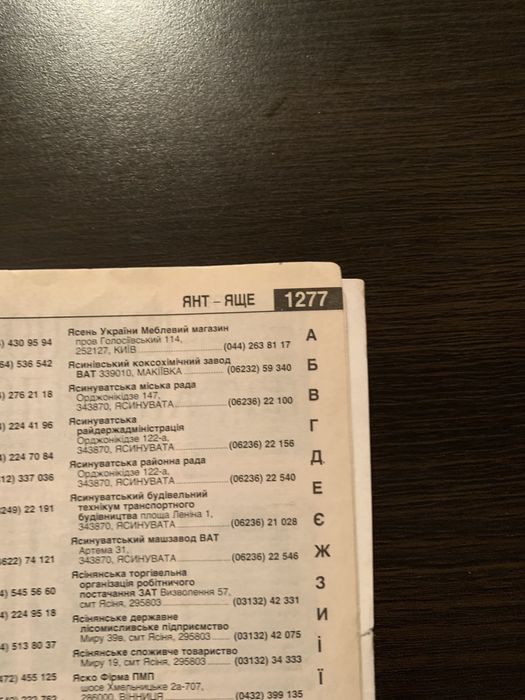 ЯНТ – ЯЩЕ 1277
) 430 95 94
64) 536 542
) 276 21 18
) 224 41 96
) 224 70 84
12) 337 036
249) 22 191
6622) 74 121
4) 545 56 60
) 224 95 18
4) 513 80 37
472) 455 125
Ясень України Меблевий магазин
пров Голосіївський 114,
252127, КИЇВ (044) 263 81 17
Ясинівський коксохімічний завод
ВАТ 339010, МАКІЇВКА (06232) 59 340
Ясинуватська міська рада
Орджонікідзе 147,
343870, ЯСИНУВАТА (06236) 22 100
Ясинуватська
райдержадміністрація
Орджонікідзе 122-а,
343870, ЯСИНУВАТА (06236) 22 156
Ясинуватська районна рада
Орджонікідзе 122-а,
343870, ЯСИНУВАТА (06236) 22 540
Ясинуватський будівельний
технікум транспортного
будівництва площа Леніна 1,
343870, ЯСИНУВАТА (06236) 21 028
Ясинуватський машзавод ВАТ
Артема 31,
343870, ЯСИНУВАТА (06236) 22 546
Ясінянська торгівельна
організація робітничого
постачання ЗАТ Визволення 57,
смт Ясіня, 295803 (03132) 42 331
Ясінянське державне
лісомисливське підприємство
Миру 39в, смт Ясіня, 295803 (03132) 42 075
Ясінянське споживче товариство
Миру 19, смт Ясіня, 295803 (03132) 34 333
Яско Фірма ПМП
шосе Хмельницьке 2а-707,
286000, ВІННИЦЯ (0432) 399 135
А
Б
В
Г
Д
Е
Є
Ж
З
И
І
Ї